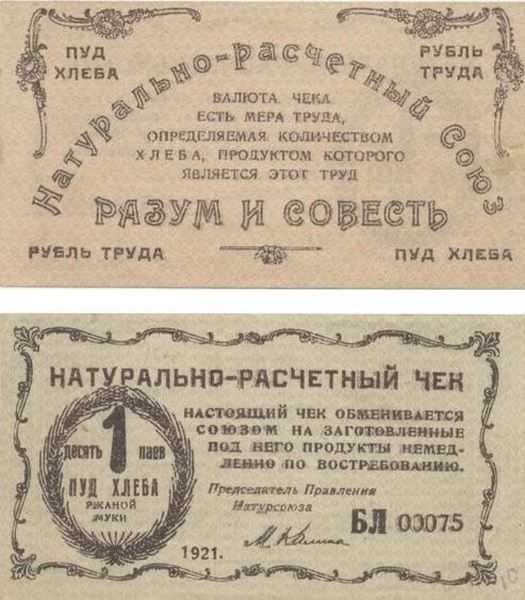 ПУД ХЛЕБА
РУБЛЬ ТРУДА
Натурально-расчетный Союз
ВАЛЮТА ЧЕКА
ЕСТЬ МЕРА ТРУДА,
ОПРЕДЕЛЯЕМАЯ КОЛИЧЕСТВОМ
ХЛЕБА, ПРОДУКТОМ КОТОРОГО
ЯВЛЯЕТСЯ ЭТОТ ТРУД
РАЗУМ И СОВЕСТЬ
РУБЛЬ ТРУДА
ПУД ХЛЕБА
НАТУРАЛЬНО-РАСЧЕТНЫЙ ЧЕК
1
десять паев
ПУД ХЛЕБА
РЖАНОЙ
МУКИ
НАСТОЯЩИЙ ЧЕК ОБМЕНИВАЕТСЯ
СОЮЗОМ НА ЗАГОТОВЛЕННЫЕ
ПОД НЕГО ПРОДУКТЫ НЕМЕД-
ЛЕННО ПО ВОСТРЕБОВАНИЮ.
Председатель Правления
Натурсоюза
БЛ 00075
1921.